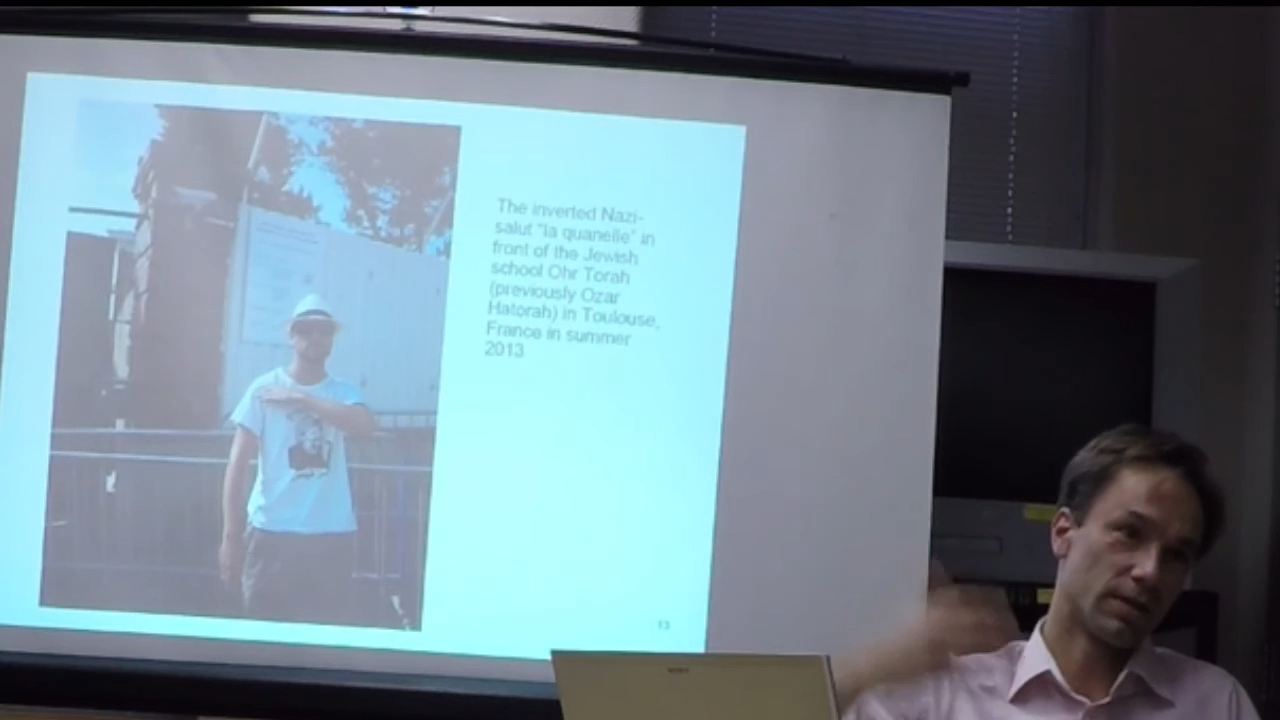 The inverted Nazi-
salut "la quanelle" in
front of the Jewish
school Ohr Torah
(previously Ozar
Hatorah) in Toulouse,
France in summer
2013
13